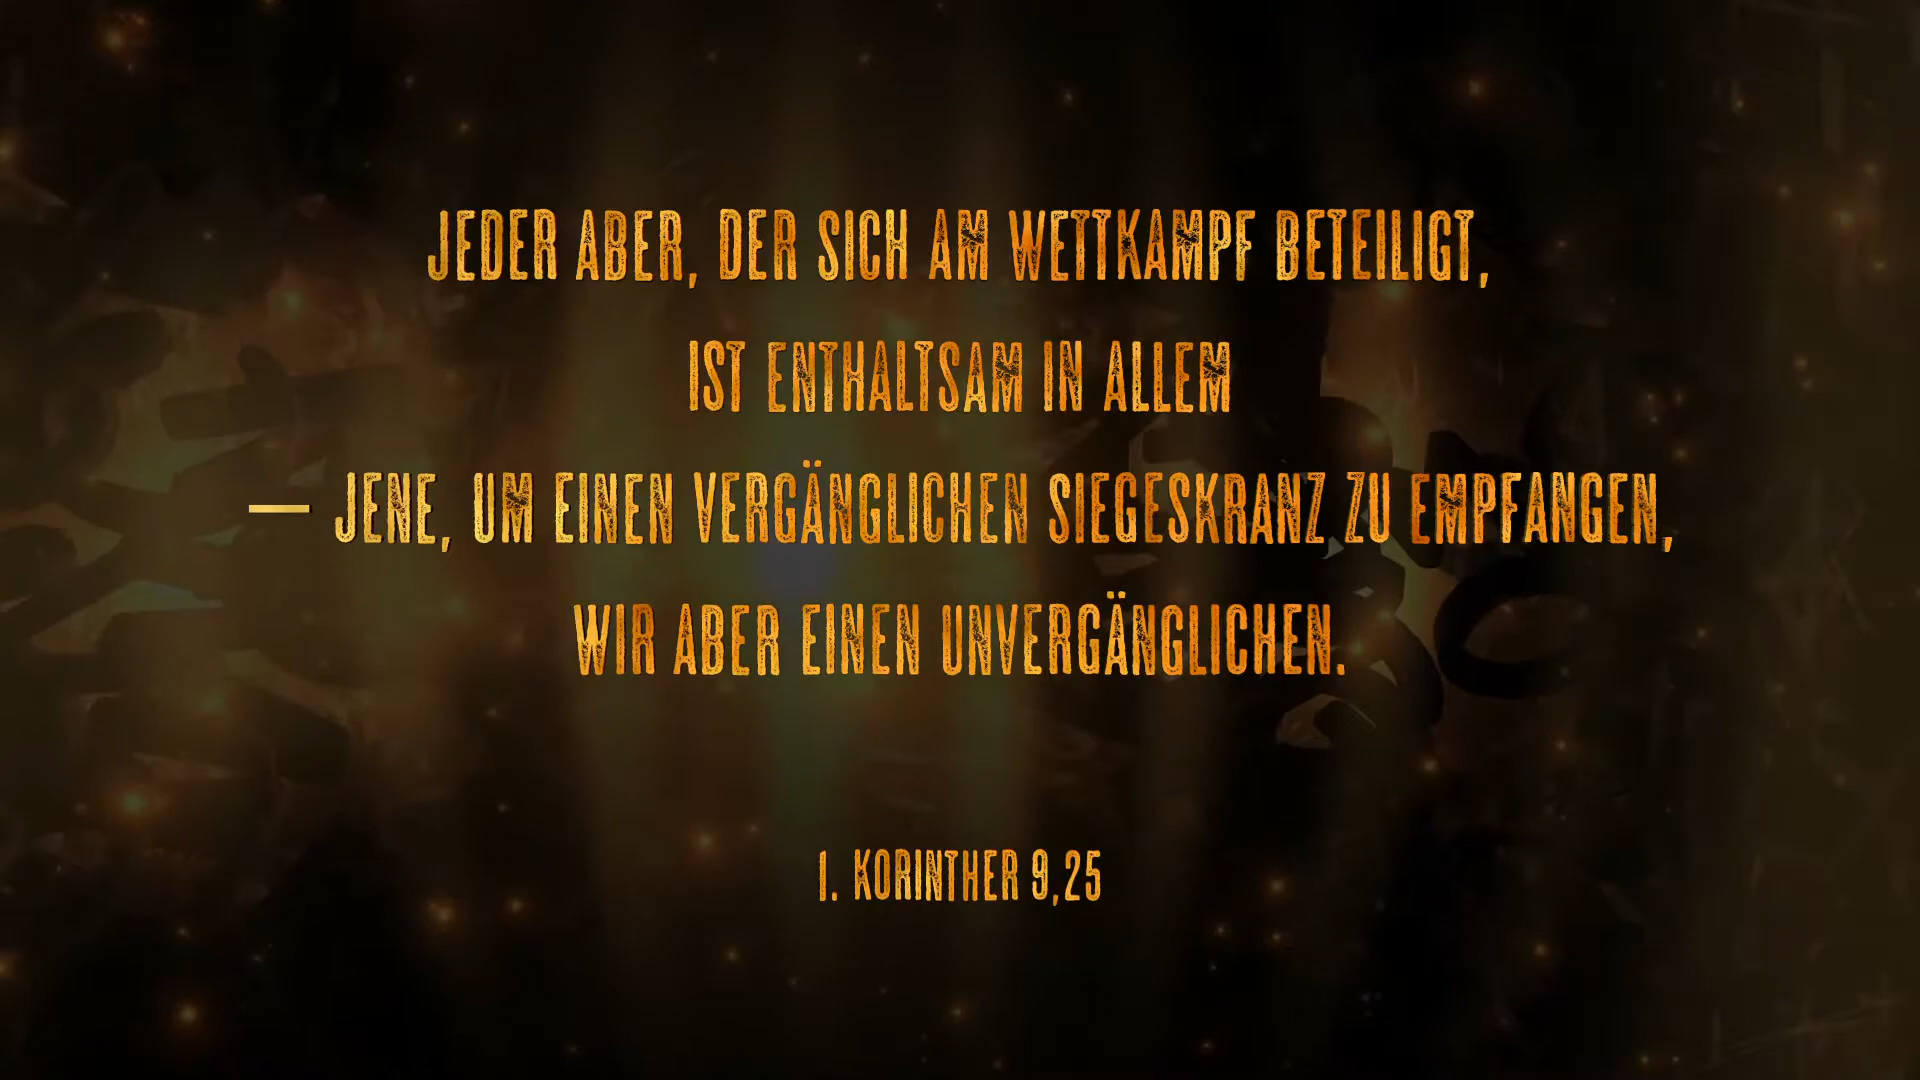 JEDER ABER, DER SICH AM WETTKAMPF BETEILIGT,
IST ENTHALTSAM IN ALLEM
— JENE, UM EINEN VERGÄNGLICHEN SIEGESKRANZ ZU EMPFANGEN,
WIR ABER EINEN UNVERGÄNGLICHEN.
1. KORINTHER 9,25